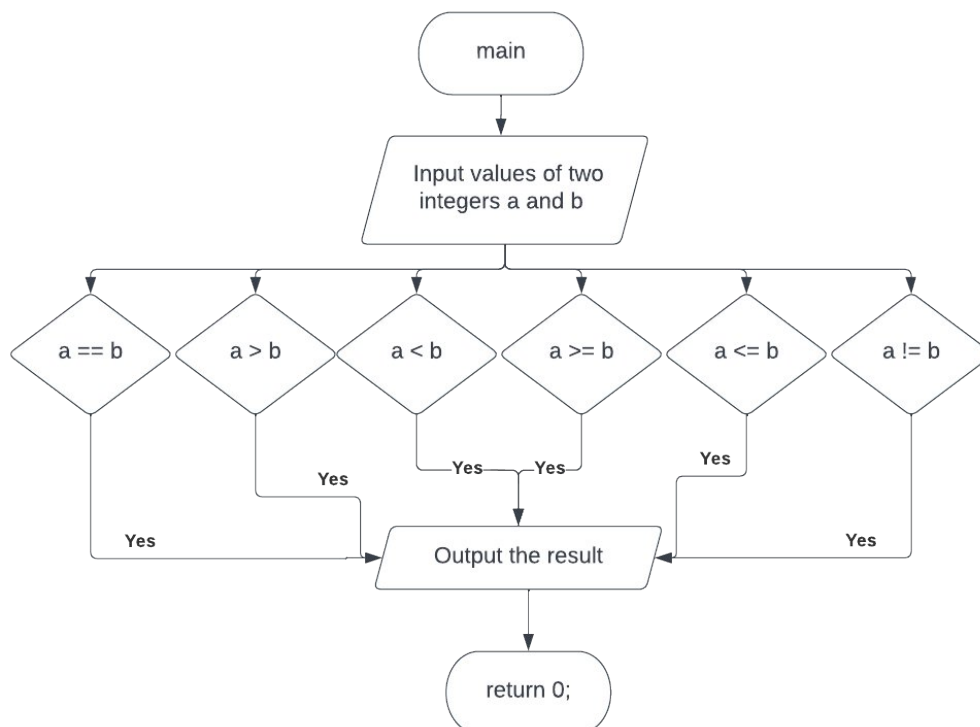 main
Input values of two
integers a and b
a == b
a > b
a < b
a >= b
a <= b
a != b
Yes
Yes
Yes
Yes
Yes
Yes
Output the result
return 0;